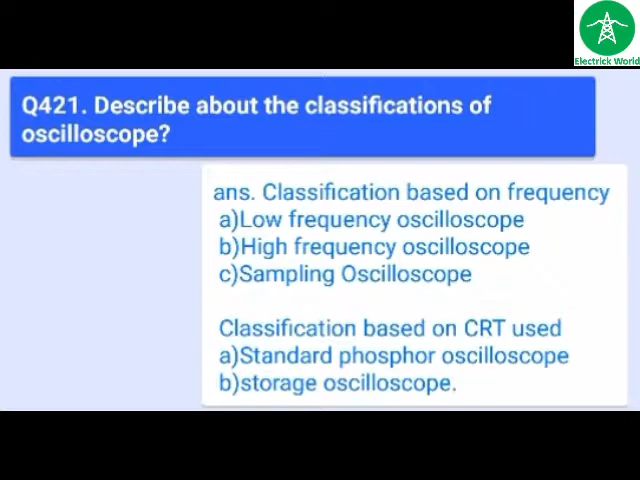 Electrick World
Q421. Describe about the classifications of
oscilloscope?
ans. Classification based on frequency
a)Low frequency oscilloscope
b)High frequency oscilloscope
c)Sampling Oscilloscope
Classification based on CRT used
a)Standard phosphor oscilloscope
b)storage oscilloscope.